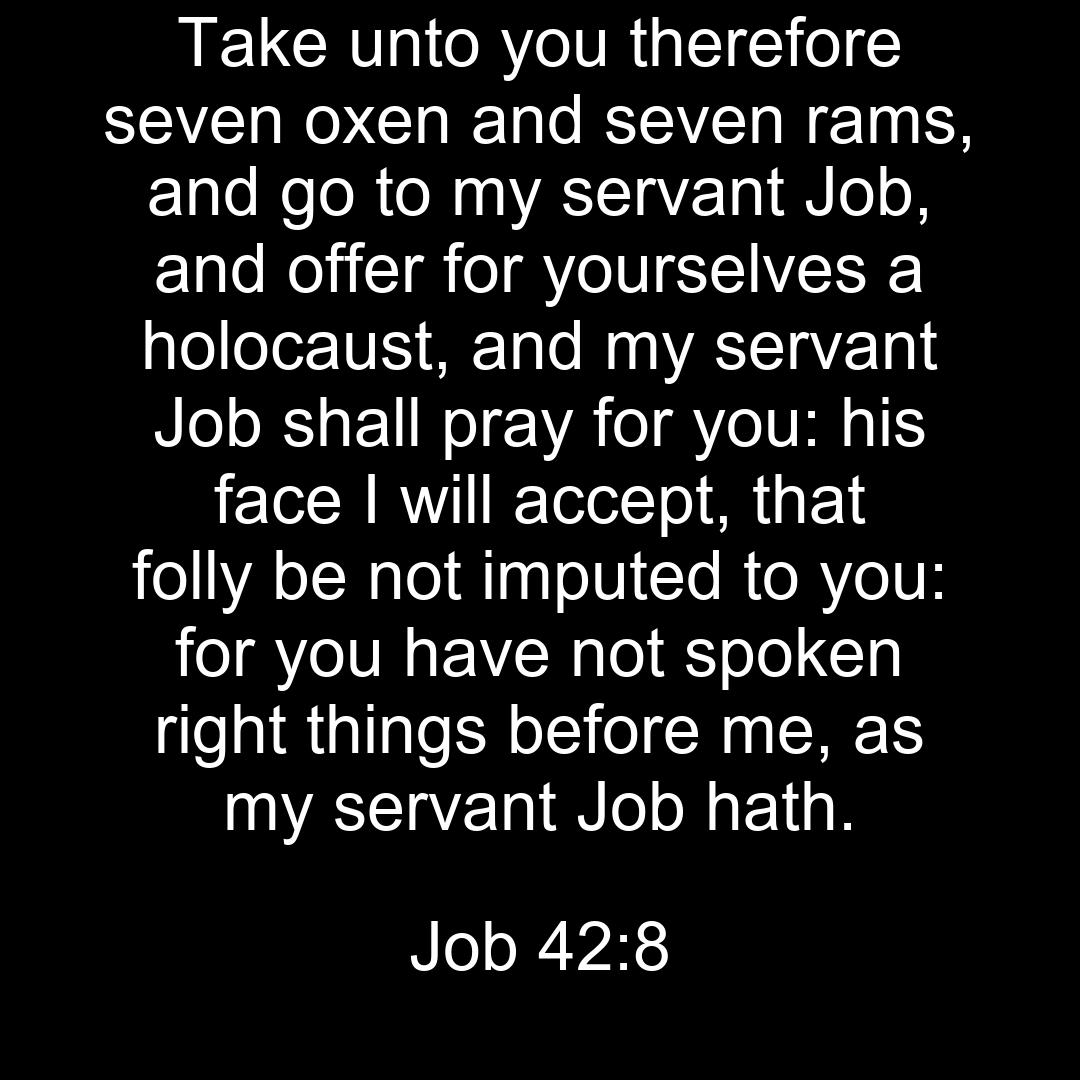 Take unto you therefore
seven oxen and seven rams,
and go to my servant Job,
and offer for yourselves a
holocaust, and my servant
Job shall pray for you: his
face I will accept, that
folly be not imputed to you:
for you have not spoken
right things before me, as
my servant Job hath.
Job 42:8